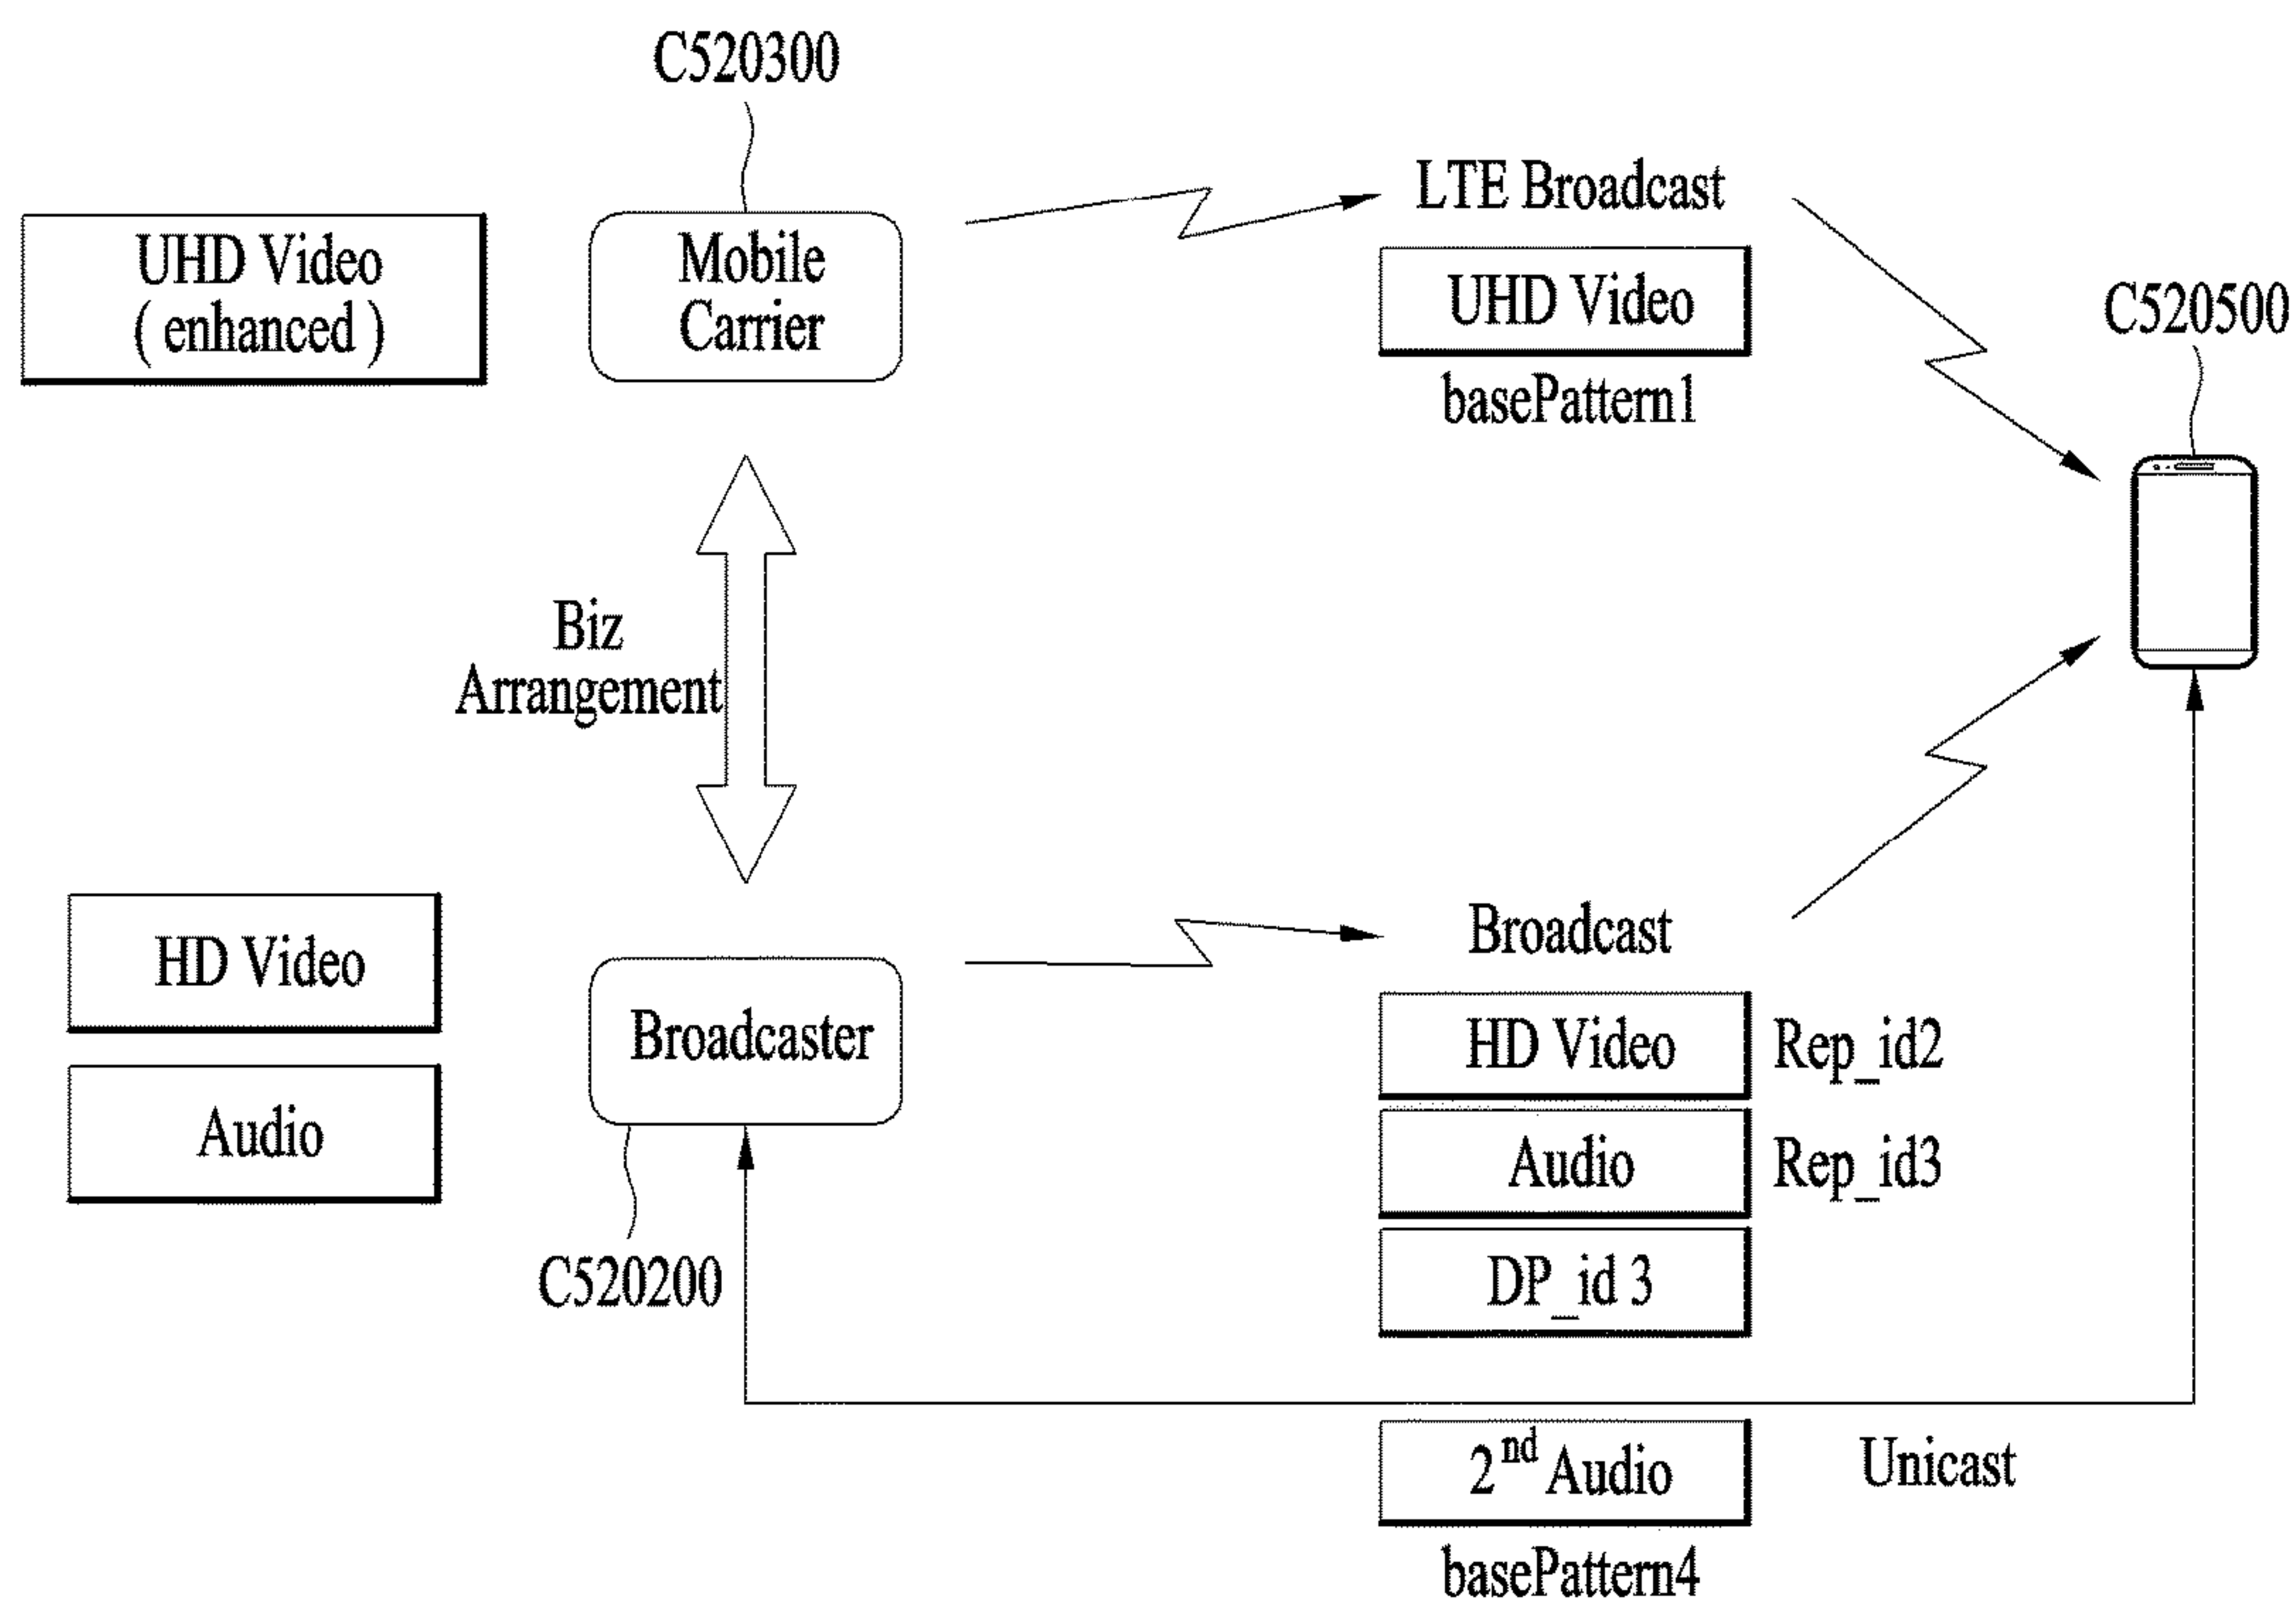 C520300
UHD Video
( enhanced )
Mobile
Carrier
LTE Broadcast
UHD Video
basePattern1
C520500
Biz
Arrangement
HD Video
Audio
Broadcaster
C520200
Broadcast
HD Video
Rep_id2
Audio
Rep_id3
DP_id 3
2nd Audio
Unicast
basePattern4